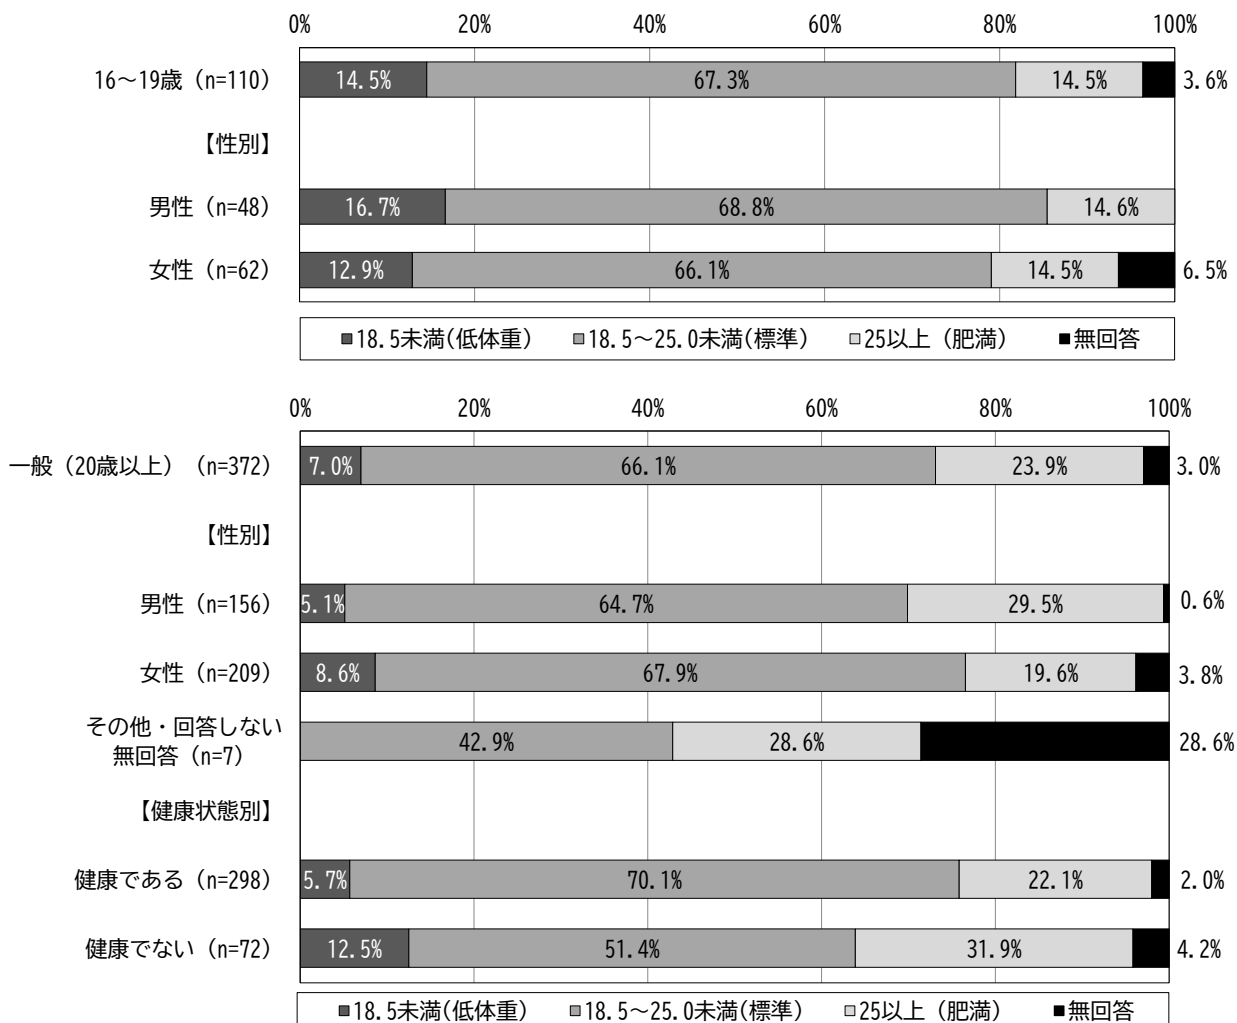 0% 20% 40% 60% 80% 100%
16～19歳（n=110） 14.5% 67.3% 14.5% 3.6%
【性別】
男性（n=48） 16.7% 68.8% 14.6%
女性（n=62） 12.9% 66.1% 14.5% 6.5%
■18.5未満(低体重) ■18.5～25.0未満(標準) □25以上（肥満） ■無回答
0% 20% 40% 60% 80% 100%
一般（20歳以上）（n=372） 7.0% 66.1% 23.9% 3.0%
【性別】
男性（n=156） 5.1% 64.7% 29.5% 0.6%
女性（n=209） 8.6% 67.9% 19.6% 3.8%
その他・回答しない
無回答（n=7） 42.9% 28.6% 28.6%
【健康状態別】
健康である（n=298） 5.7% 70.1% 22.1% 2.0%
健康でない（n=72） 12.5% 51.4% 31.9% 4.2%
■18.5未満(低体重) ■18.5～25.0未満(標準) □25以上（肥満） ■無回答